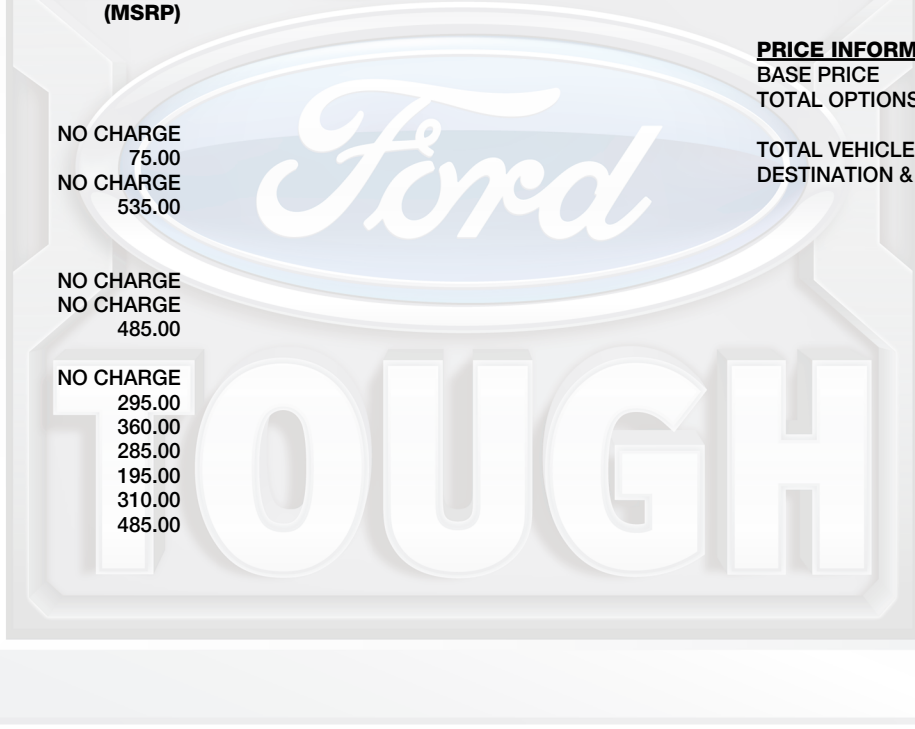 (MSRP)
NO CHARGE
75.00
NO CHARGE
535.00
NO CHARGE
NO CHARGE
485.00
NO CHARGE
295.00
360.00
285.00
195.00
310.00
485.00
PRICE INFORM
BASE PRICE
TOTAL OPTIONS
TOTAL VEHICLE
DESTINATION &
Ford
TOUGH